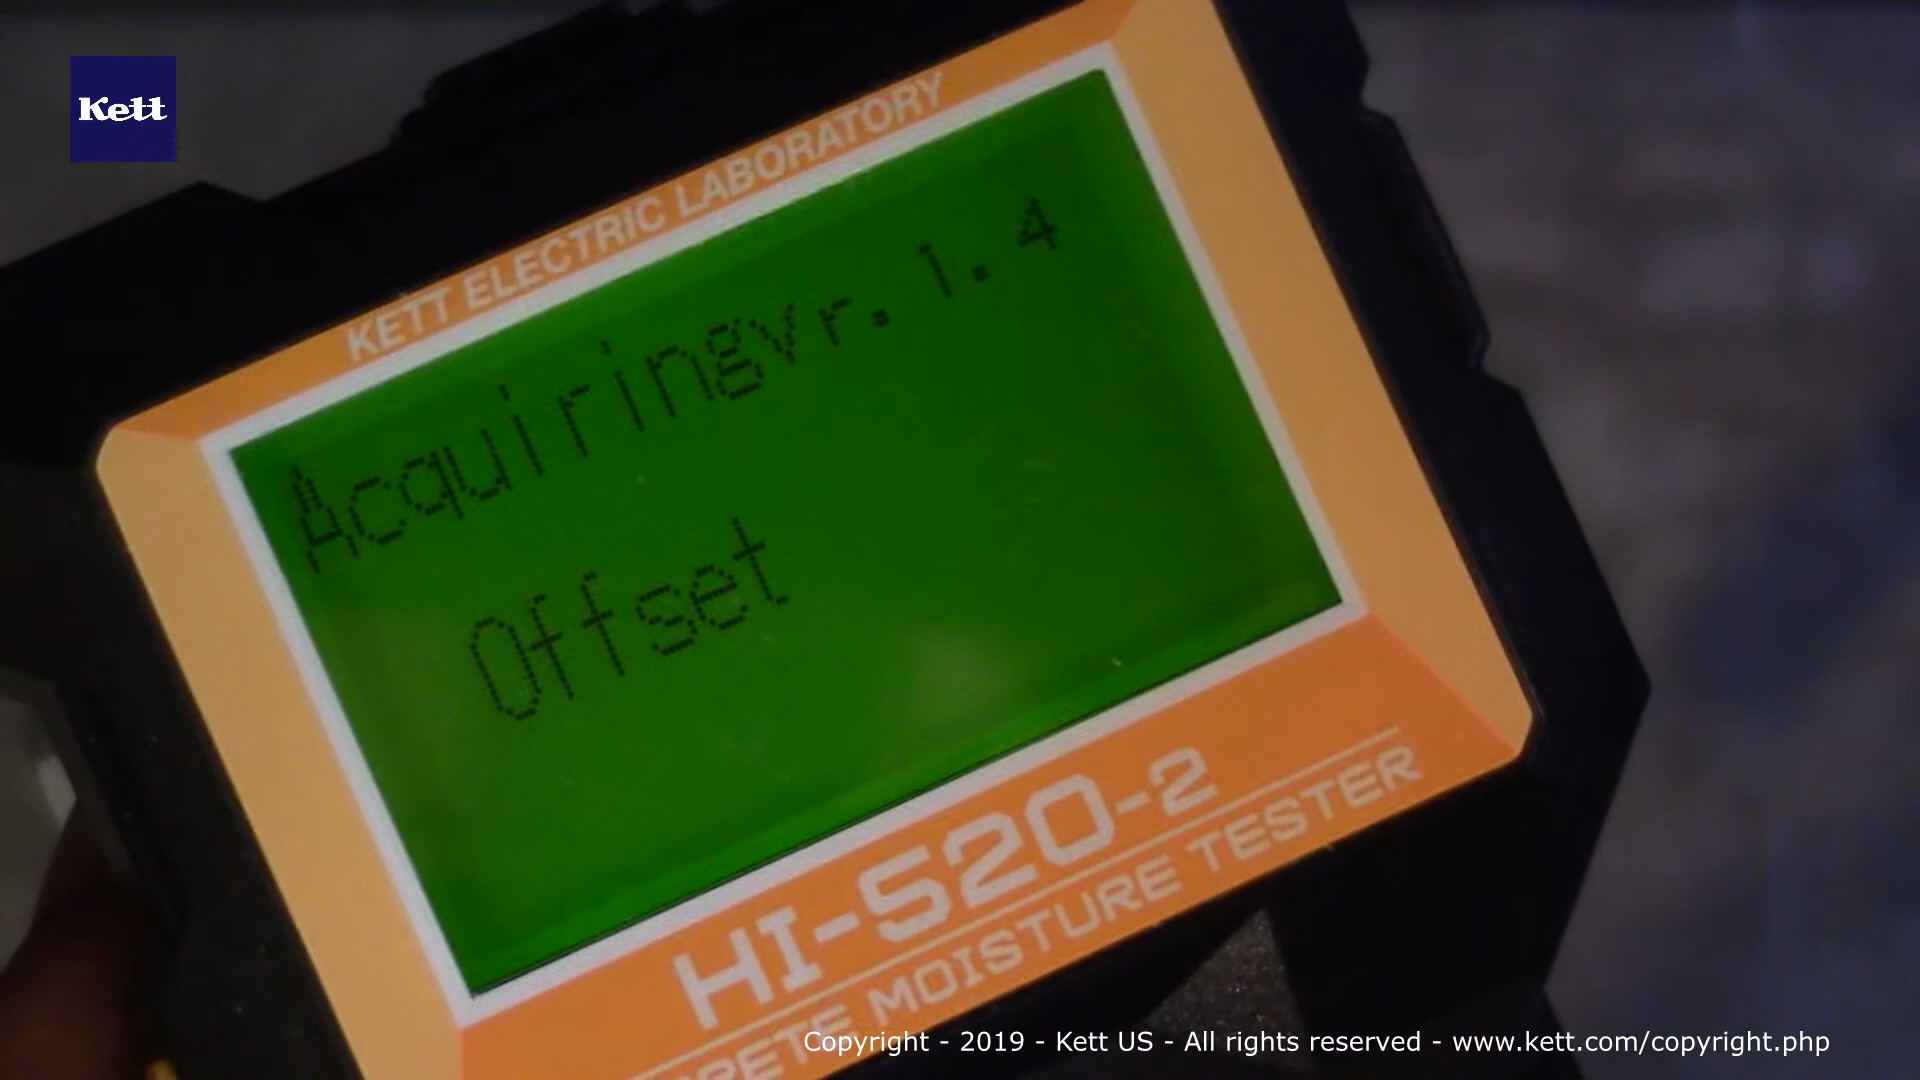 Kett
KETT ELECTRIC LABORATORY
Acquiringvr.1.4
Offset
HI-520-2
MOISTURE TESTER
Copyright - 2019 - Kett US - All rights reserved - www.kett.com/copyright.php